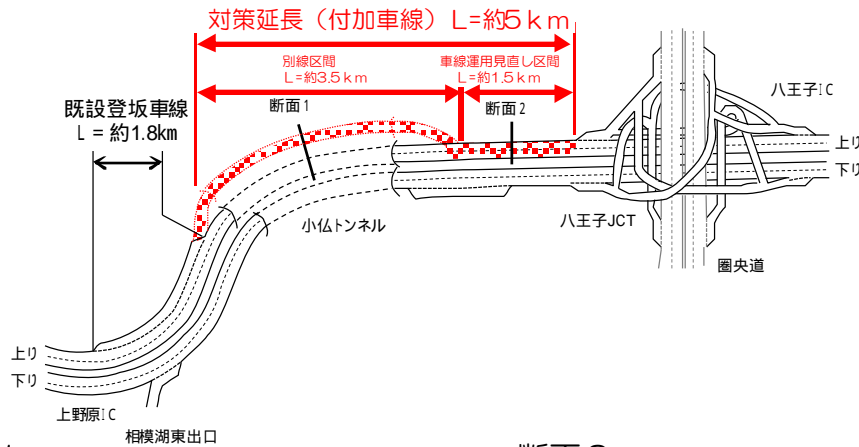 対策延長（付加車線）L=約5km
別線区間
L=約3.5km
車線運用見直し区間
L=約1.5km
断面1
断面2
既設登坂車線
L = 約1.8km
八王子IC
上り
下り
小仏トンネル
八王子JCT
圏央道
上り
下り
上野原IC
相模湖東出口